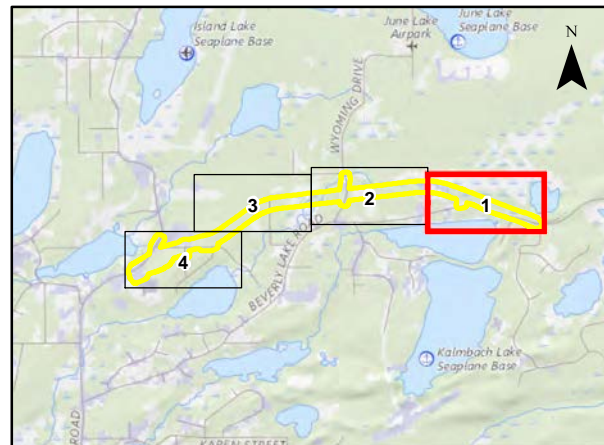 Island Lake
Seaplane Base
June Lake
Airpark
June Lake
Seaplane Base
N
WYOMING DRIVE
3
2
1
4
BEVERLY LAKE ROAD
Kalmbach Lake
Seaplane Base
ROAD
KAREN STREET